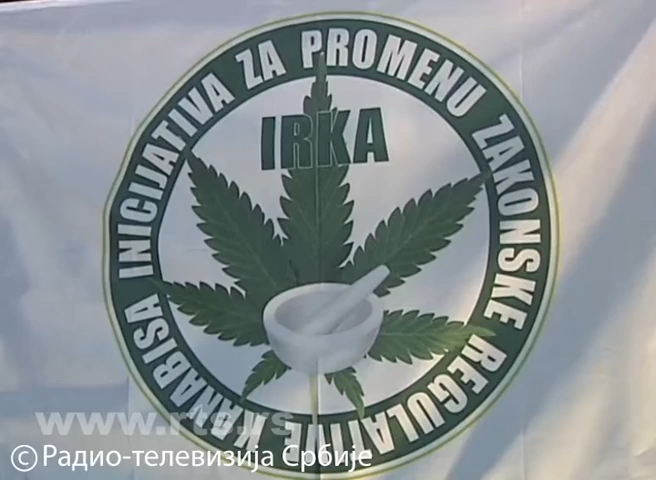 INICIJATIVA ZA PROMENU ZAKONSKE REGULATIVE KANABISA
IRKA
www.rts.rs
©Радио-телевизија Србије